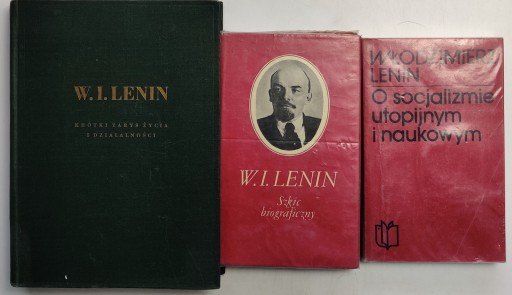 W. I. LENIN
KRÓTKI ZARYS ŻYCIA
I DZIAŁALNOŚCI
W. I. LENIN
Szkic
biograficzny
WŁODZIMIERZ
LENIN
O socjalizmie
utopijnym
i naukowym